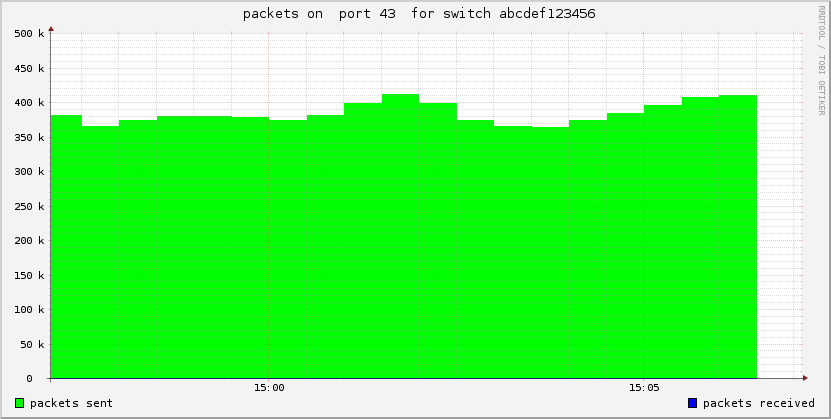 packets on  port 43  for switch abcdef123456
RRDTOOL / TOBI OETIKER
500 k
450 k
400 k
350 k
300 k
250 k
200 k
150 k
100 k
50 k
0
15:00 15:05
packets sent packets received